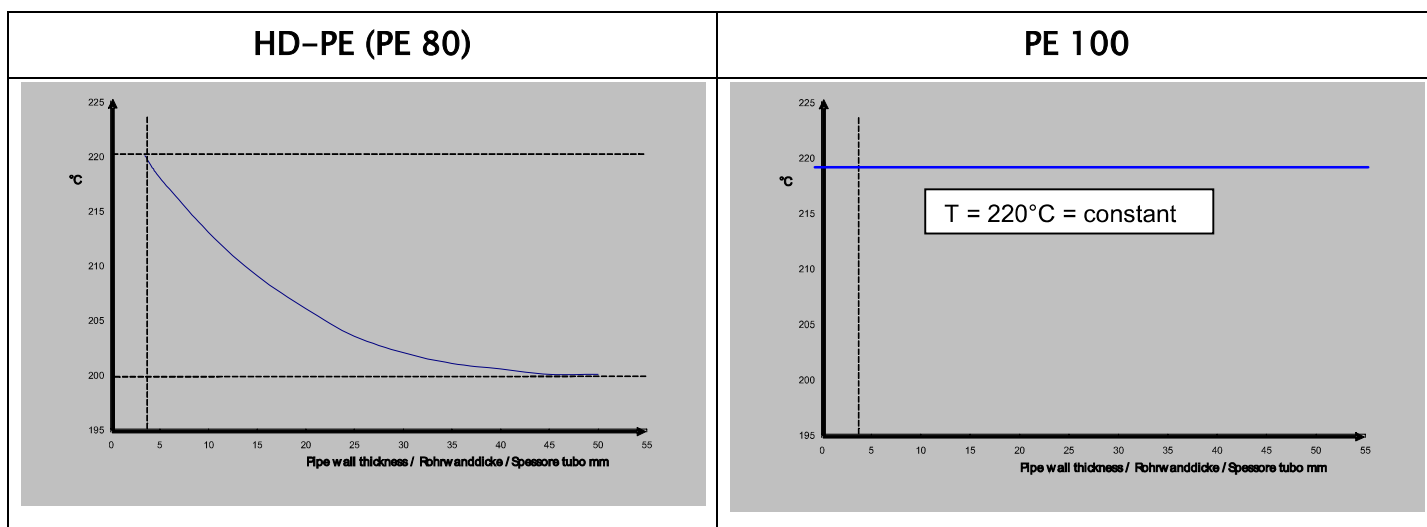 HD-PE (PE 80)
PE 100
225
220
°C
215
210
205
200
195
0 5 10 15 20 25 30 35 40 45 50 55
Pipe wall thickness / Rohrwanddicke / Spessore tubo mm
225
220
°C
T = 220°C = constant
215
210
205
200
195
0 5 10 15 20 25 30 35 40 45 50 55
Pipe wall thickness / Rohrwanddicke / Spessore tubo mm